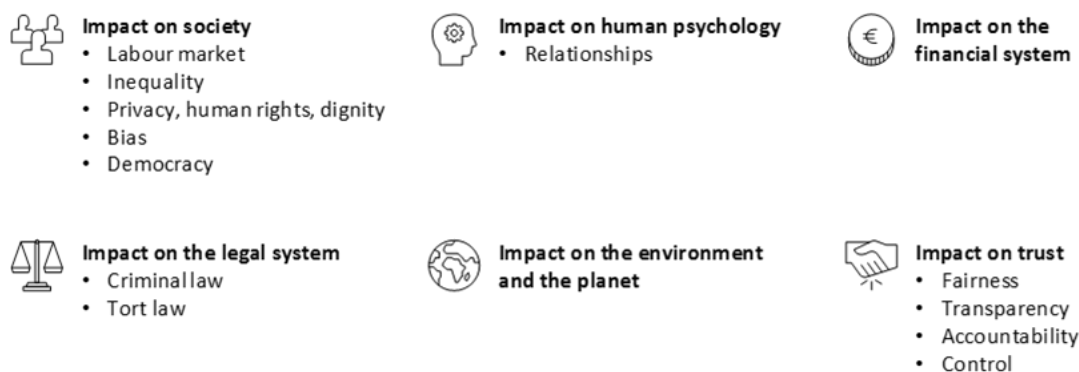 Impact on society
• Labour market
• Inequality
• Privacy, human rights, dignity
• Bias
• Democracy
Impact on human psychology
• Relationships
€
Impact on the
financial system
Impact on the legal system
• Criminal law
• Tort law
Impact on the environment
and the planet
Impact on trust
• Fairness
• Transparency
• Accountability
• Control